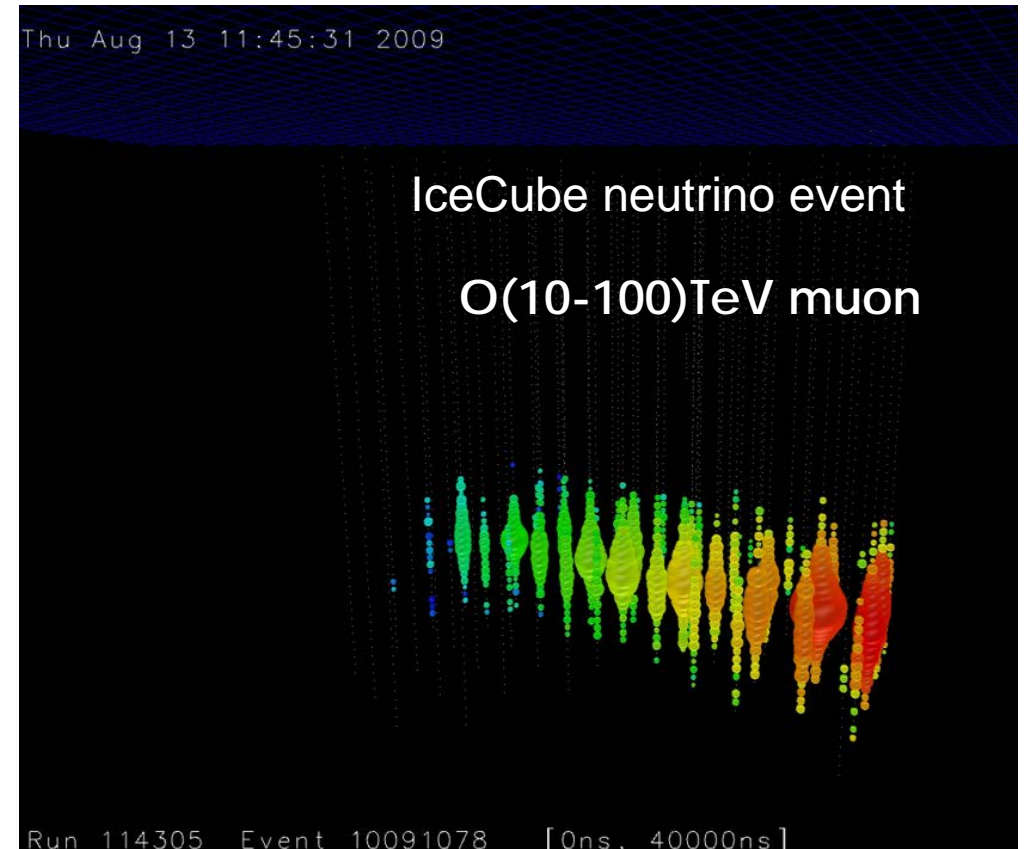 Thu Aug 13 11:45:31 2009
IceCube neutrino event
O(10-100)TeV muon
Run 114305 Event 10091078 [0ns, 40000ns]